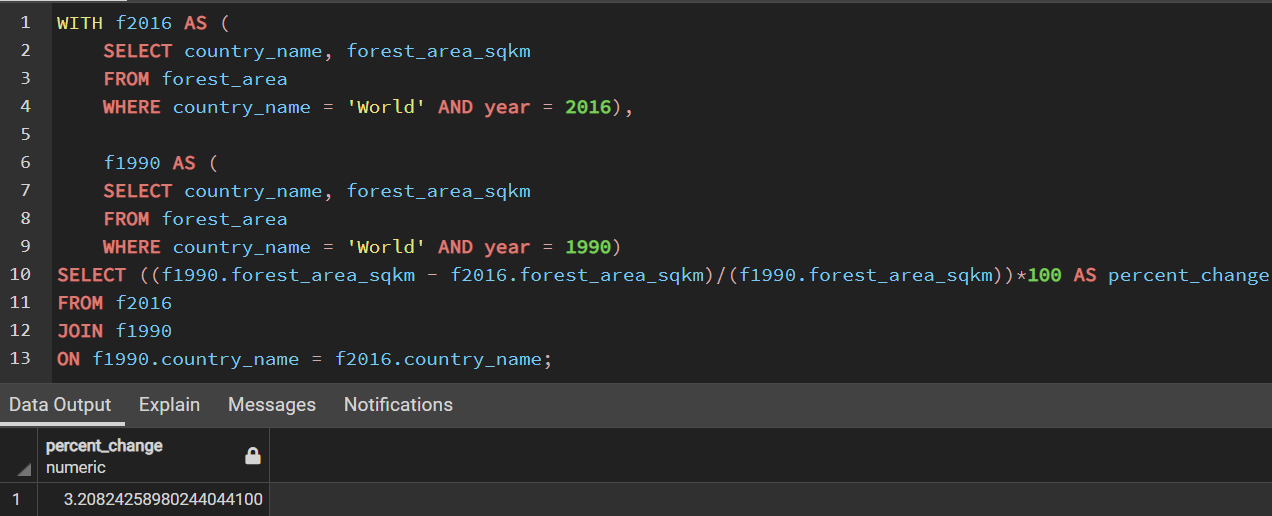 1 WITH f2016 AS (
2 SELECT country_name, forest_area_sqkm
3 FROM forest_area
4 WHERE country_name = 'World' AND year = 2016),
5
6 f1990 AS (
7 SELECT country_name, forest_area_sqkm
8 FROM forest_area
9 WHERE country_name = 'World' AND year = 1990)
10 SELECT ((f1990.forest_area_sqkm - f2016.forest_area_sqkm)/(f1990.forest_area_sqkm))*100 AS percent_change
11 FROM f2016
12 JOIN f1990
13 ON f1990.country_name = f2016.country_name;
Data Output Explain Messages Notifications
percent_change
numeric
1 3.20824258980244044100